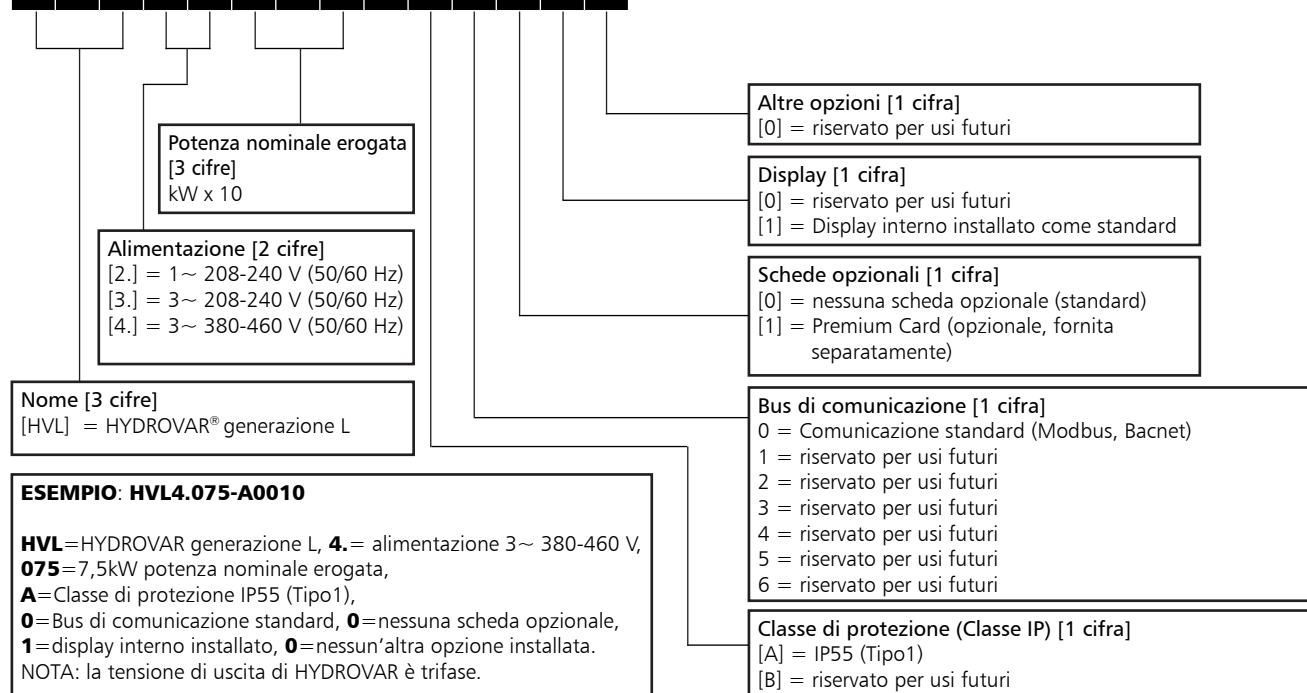 Potenza nominale erogata
[3 cifre]
kW x 10
Alimentazione [2 cifre]
[2.] = 1~ 208-240 V (50/60 Hz)
[3.] = 3~ 208-240 V (50/60 Hz)
[4.] = 3~ 380-460 V (50/60 Hz)
Nome [3 cifre]
[HVL] = HYDROVAR® generazione L
ESEMPIO: HVL4.075-A0010
HVL=HYDROVAR generazione L, 4.= alimentazione 3~ 380-460 V,
075=7,5kW potenza nominale erogata,
A=Classe di protezione IP55 (Tipo1),
0=Bus di comunicazione standard, 0=nessuna scheda opzionale,
1=display interno installato, 0=nessun'altra opzione installata.
NOTA: la tensione di uscita di HYDROVAR è trifase.
Altre opzioni [1 cifra]
[0] = riservato per usi futuri
Display [1 cifra]
[0] = riservato per usi futuri
[1] = Display interno installato come standard
Schede opzionali [1 cifra]
[0] = nessuna scheda opzionale (standard)
[1] = Premium Card (opzionale, fornita
separatamente)
Bus di comunicazione [1 cifra]
0 = Comunicazione standard (Modbus, Bacnet)
1 = riservato per usi futuri
2 = riservato per usi futuri
3 = riservato per usi futuri
4 = riservato per usi futuri
5 = riservato per usi futuri
6 = riservato per usi futuri
Classe di protezione (Classe IP) [1 cifra]
[A] = IP55 (Tipo1)
[B] = riservato per usi futuri